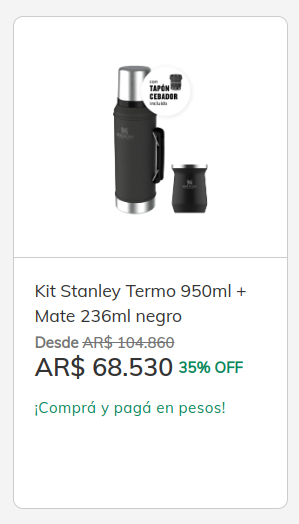 con
TAPÓN
CEBADOR
incluido
Kit Stanley Termo 950ml +
Mate 236ml negro
Desde AR$ 104.860
AR$ 68.530 35% OFF
¡Comprá y pagá en pesos!